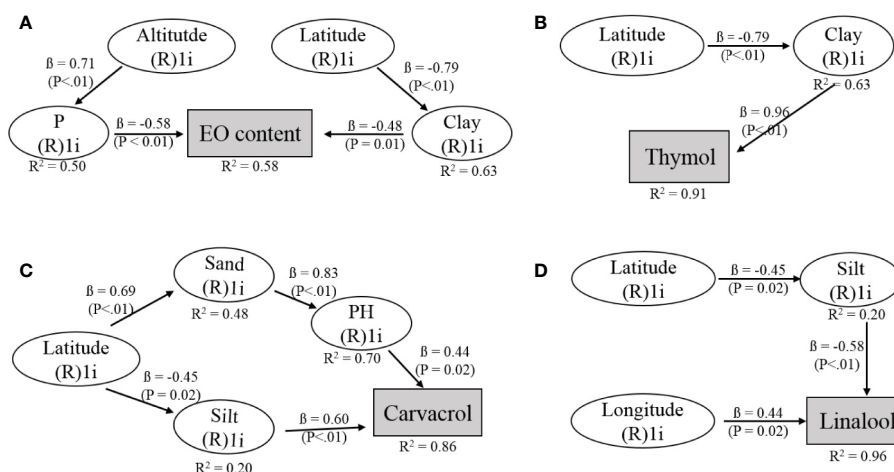 A
Altitutde
(R)1i
Latitude
(R)1i
ß = 0.71
(P<.01)
ß = -0.79
(P<.01)
P
(R)1i
R² = 0.50
ß = -0.58
(P < 0.01)
EO content
R² = 0.58
ß = -0.48
(P = 0.01)
Clay
(R)1i
R² = 0.63
B
Latitude
(R)1i
ß = -0.79
(P<.01)
Clay
(R)1i
R² = 0.63
ß = 0.96
(P<.01)
Thymol
R² = 0.91
C
Latitude
(R)1i
ß = 0.69
(P<.01)
Sand
(R)1i
R² = 0.48
ß = 0.83
(P<.01)
PH
(R)1i
R² = 0.70
ß = 0.44
(P = 0.02)
ß = -0.45
(P = 0.02)
Silt
(R)1i
R² = 0.20
ß = 0.60
(P<.01)
Carvacrol
R² = 0.86
D
Latitude
(R)1i
ß = -0.45
(P = 0.02)
Silt
(R)1i
R² = 0.20
ß = -0.58
(P<.01)
Longitude
(R)1i
ß = 0.44
(P = 0.02)
Linalool
R² = 0.96